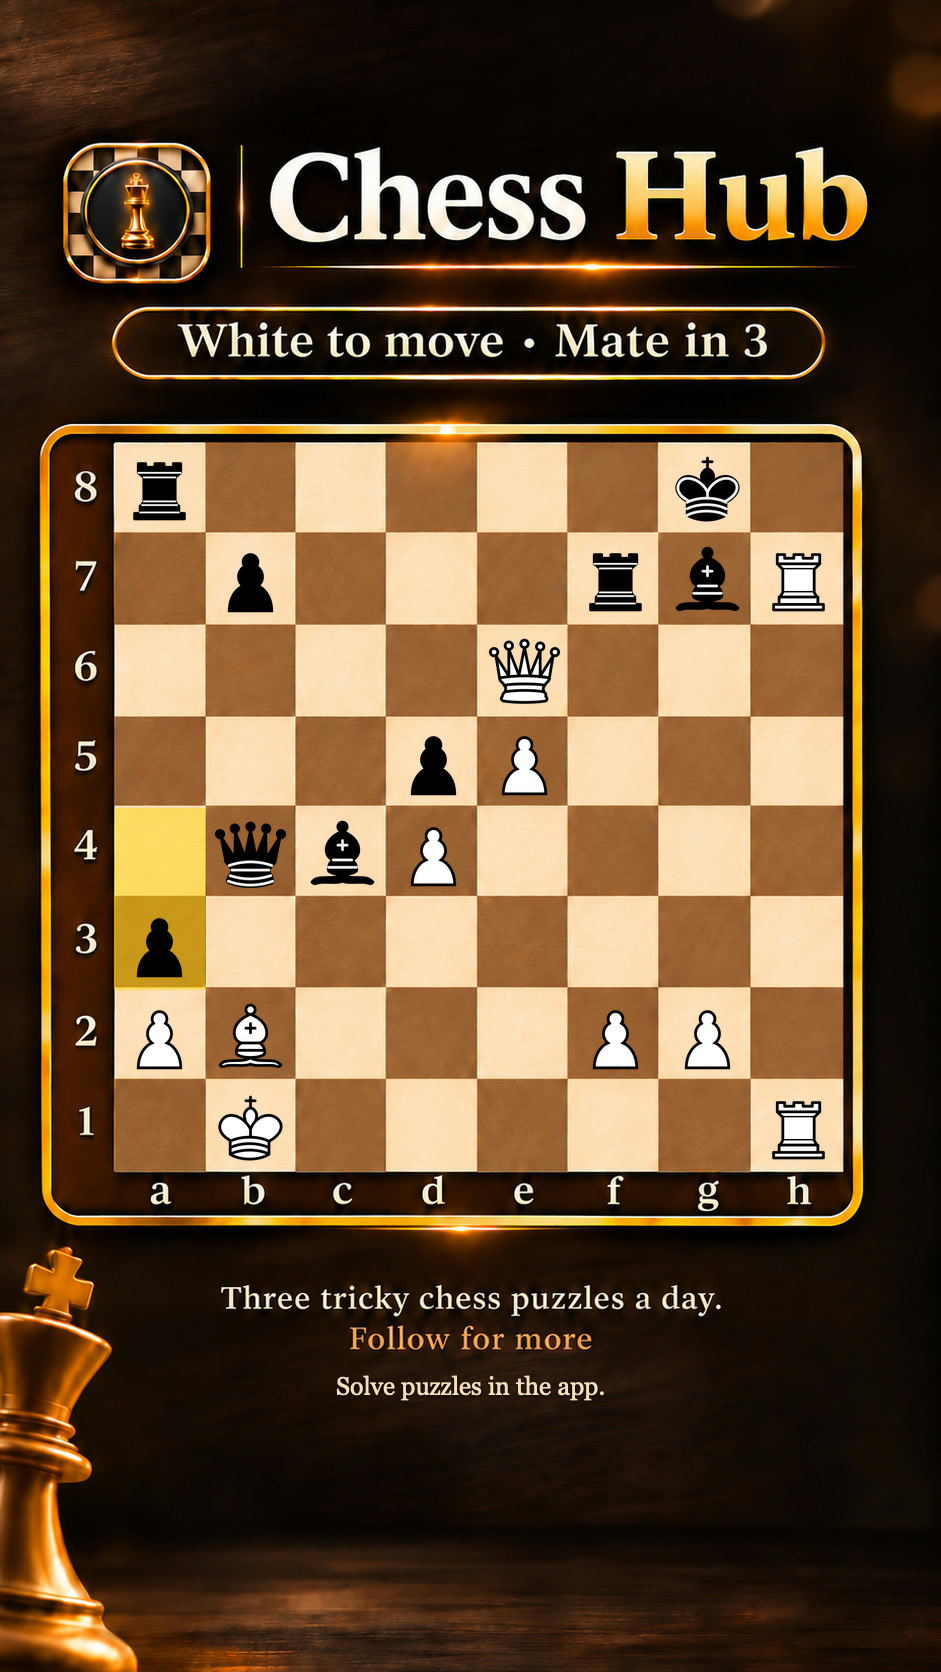 Chess Hub
White to move • Mate in 3
8
7
6
5
4
3
2
1
a b c d e f g h
Three tricky chess puzzles a day.
Follow for more
Solve puzzles in the app.